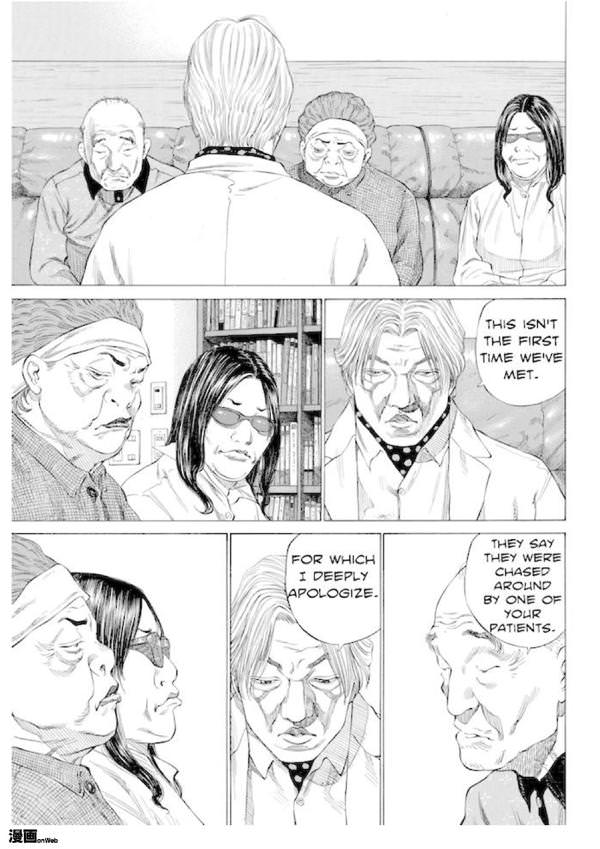 THIS ISN'T
THE FIRST
TIME WE'VE
MET.
THEY SAY
THEY WERE
CHASED
AROUND
BY ONE OF
YOUR
PATIENTS.
FOR WHICH
I DEEPLY
APOLOGIZE.
漫画onWeb